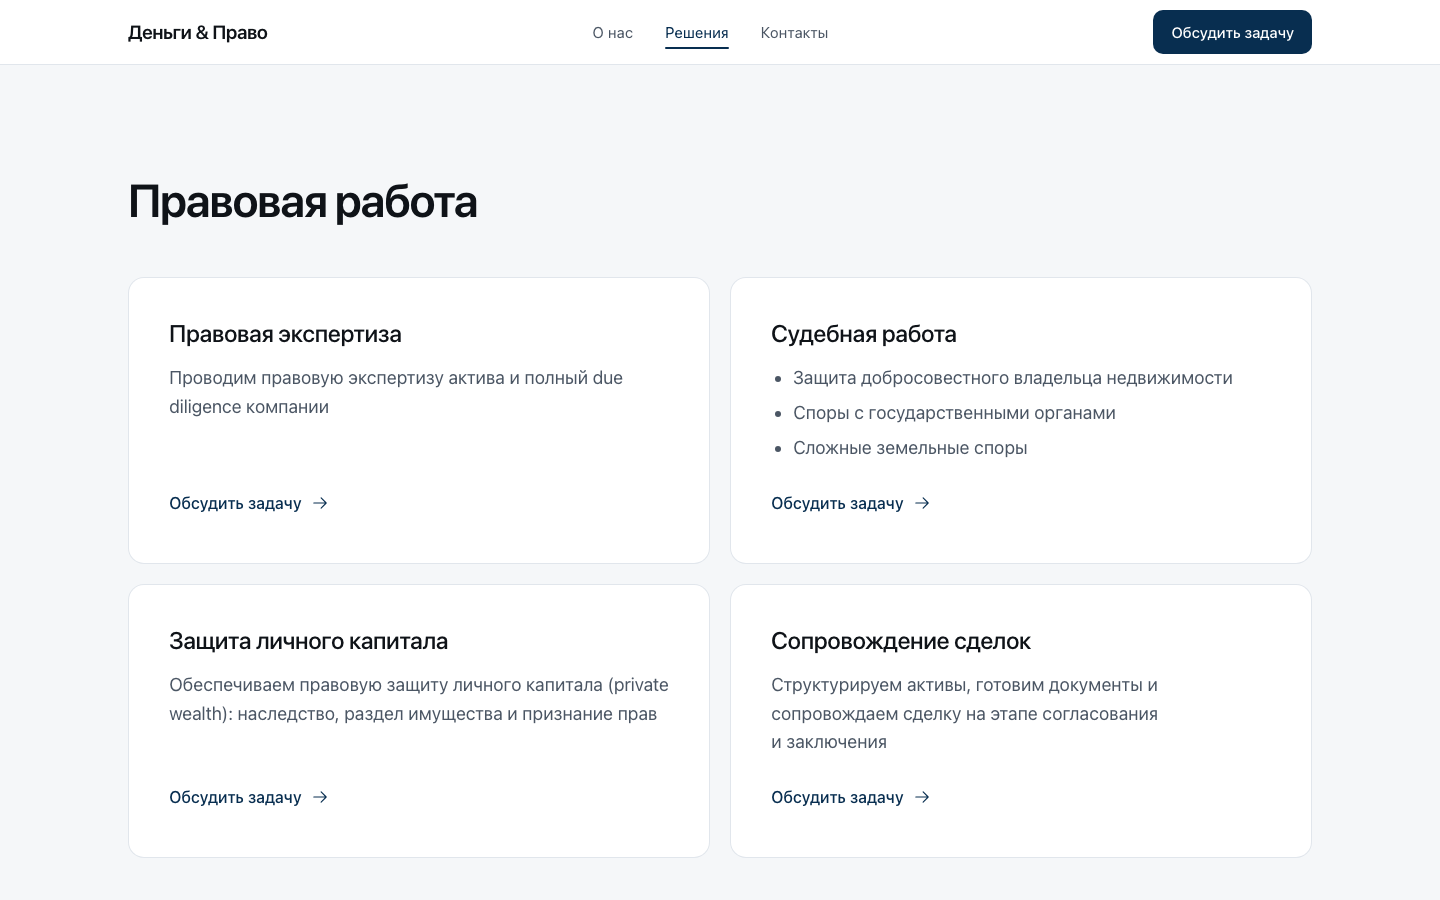 Деньги & Право
О нас
Решения
Контакты
Обсудить задачу
Правовая работа
Правовая экспертиза
Проводим правовую экспертизу актива и полный due
diligence компании
Обсудить задачу
Судебная работа
• Защита добросовестного владельца недвижимости
• Споры с государственными органами
• Сложные земельные споры
Обсудить задачу
Защита личного капитала
Обеспечиваем правовую защиту личного капитала (private
wealth): наследство, раздел имущества и признание прав
Обсудить задачу
Сопровождение сделок
Структурируем активы, готовим документы и
сопровождаем сделку на этапе согласования
и заключения
Обсудить задачу